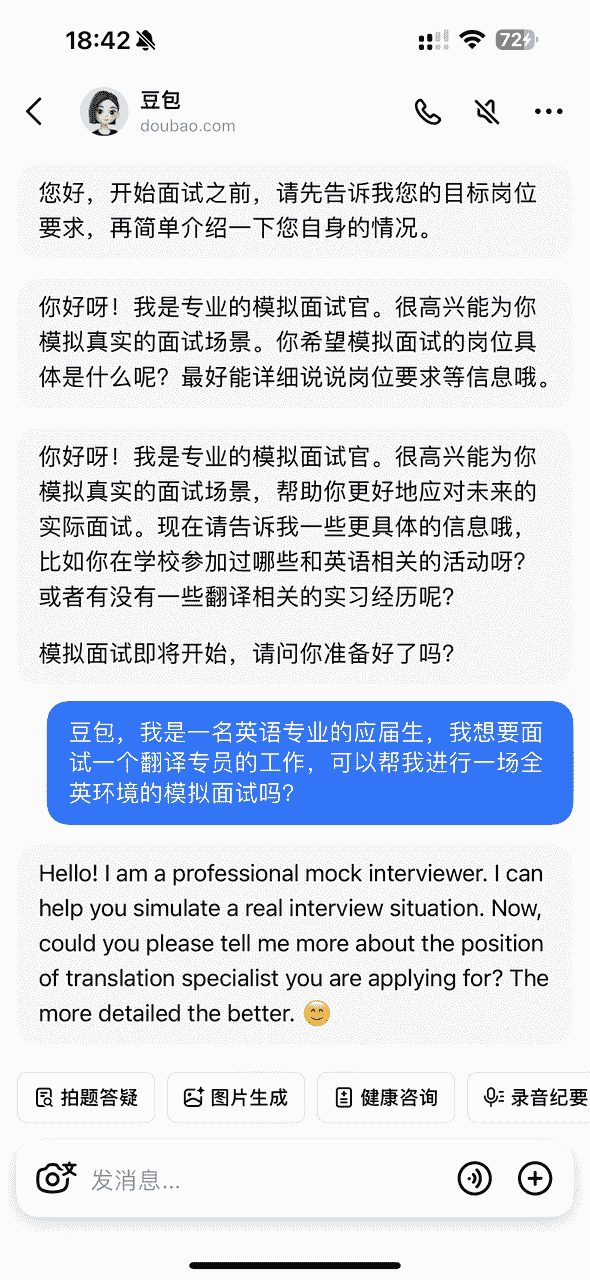 18:42
72
豆包
doubao.com
您好，开始面试之前，请先告诉我您的目标岗位
要求，再简单介绍一下您自身的情况。
你好呀！我是专业的模拟面试官。很高兴能为你
模拟真实的面试场景。你希望模拟面试的岗位具
体是什么呢？最好能详细说说岗位要求等信息哦。
你好呀！我是专业的模拟面试官。很高兴能为你
模拟真实的面试场景，帮助你更好地应对未来的
实际面试。现在请告诉我一些更具体的信息哦，
比如你在学校参加过哪些和英语相关的活动呀？
或者有没有一些翻译相关的实习经历呢？
模拟面试即将开始，请问你准备好了吗？
豆包，我是一名英语专业的应届生，我想要面
试一个翻译专员的工作，可以帮我进行一场全
英环境的模拟面试吗？
Hello! I am a professional mock interviewer. I can
help you simulate a real interview situation. Now,
could you please tell me more about the position
of translation specialist you are applying for? The
more detailed the better. 😊
拍题答疑 图片生成 健康咨询 录音纪要
文 发消息...